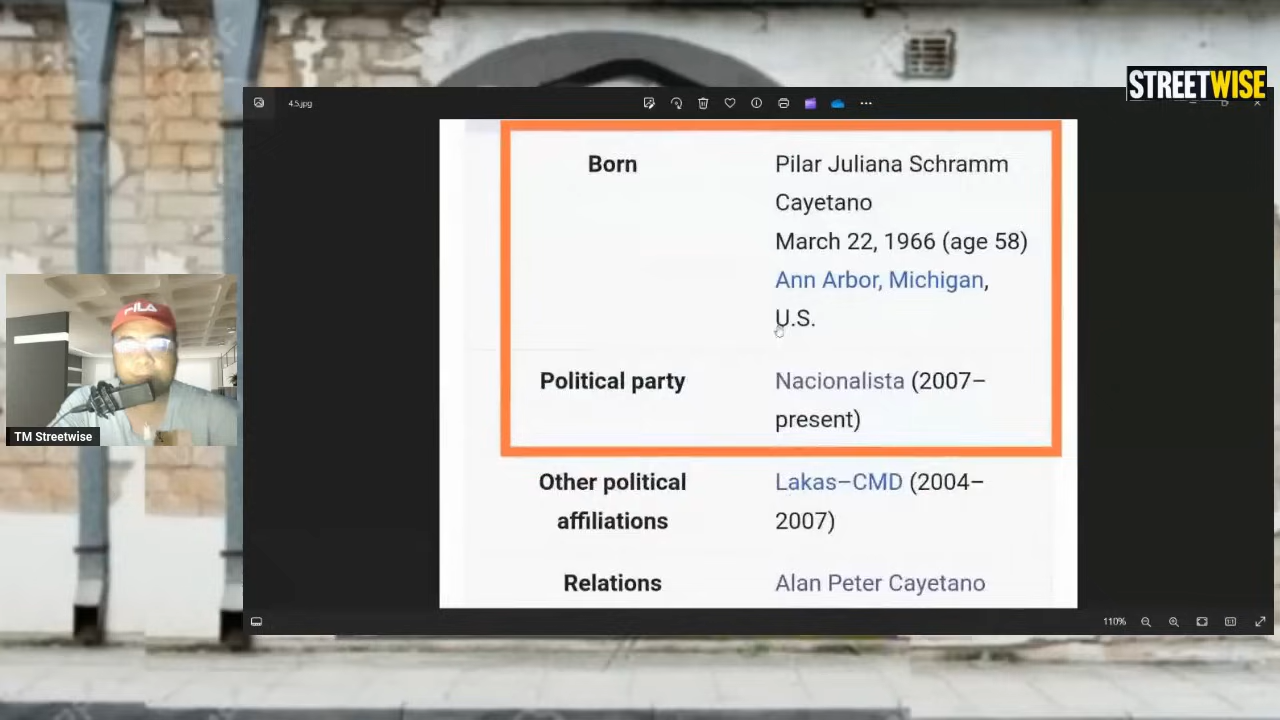 STREETWISE
4.5.jpg
Born
Pilar Juliana Schramm
Cayetano
March 22, 1966 (age 58)
Ann Arbor, Michigan,
U.S.
Political party
Nacionalista (2007–
present)
Other political
affiliations
Lakas–CMD (2004–
2007)
Relations
Alan Peter Cayetano
FILA
TM Streetwise
110%